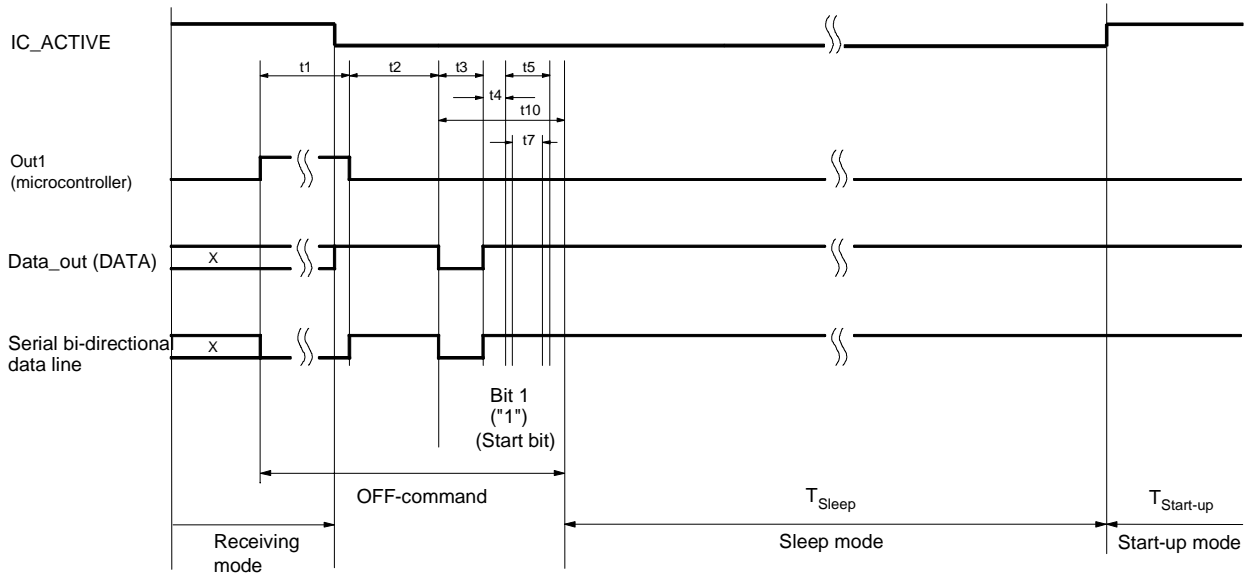 IC_ACTIVE
t1
t2
t3
t5
t4
t10
t7
Out1
(microcontroller)
Data_out (DATA)
X
Serial bi-directional
data line
X
Bit 1
("1")
(Start bit)
OFF-command
TSleep
TStart-up
Receiving
mode
Sleep mode
Start-up mode